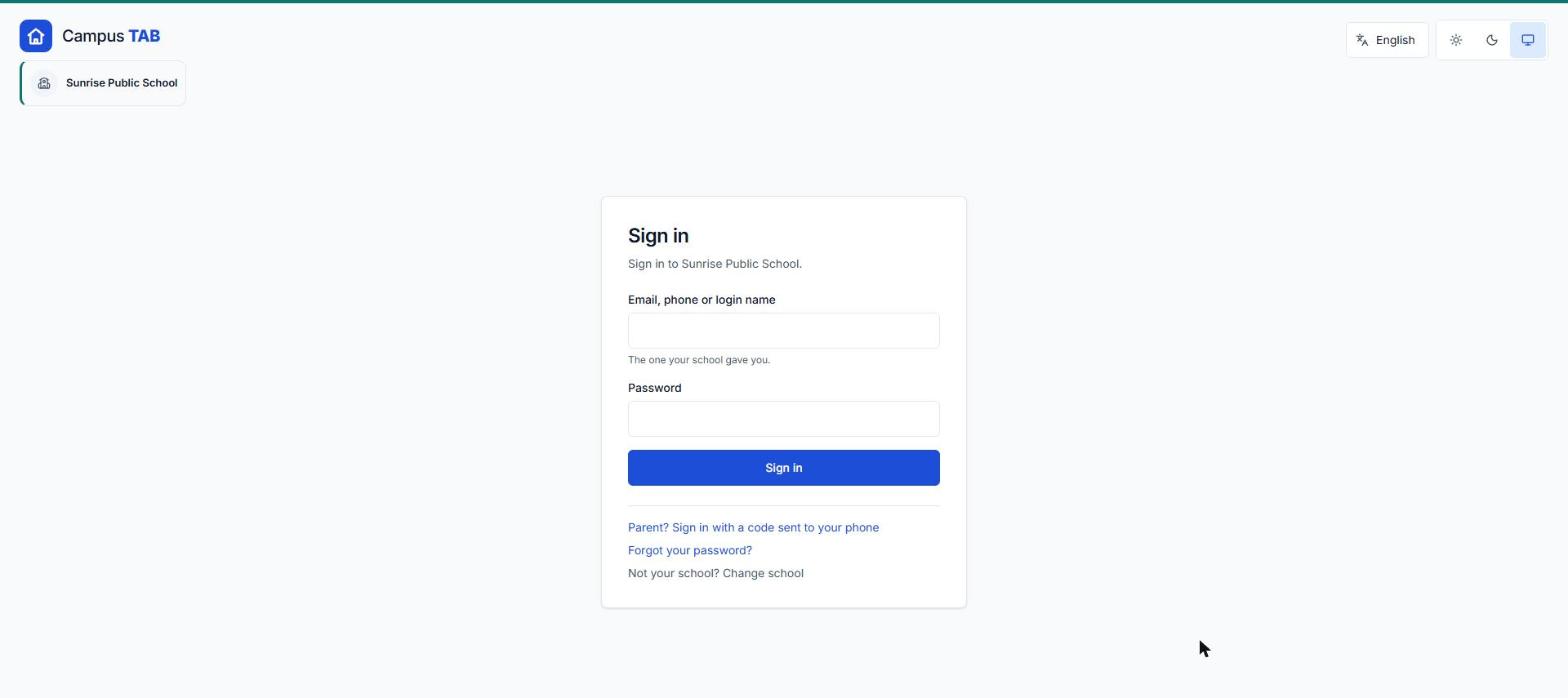 Campus TAB
English
Sunrise Public School
Sign in
Sign in to Sunrise Public School.
Email, phone or login name
The one your school gave you.
Password
Sign in
Parent? Sign in with a code sent to your phone
Forgot your password?
Not your school? Change school